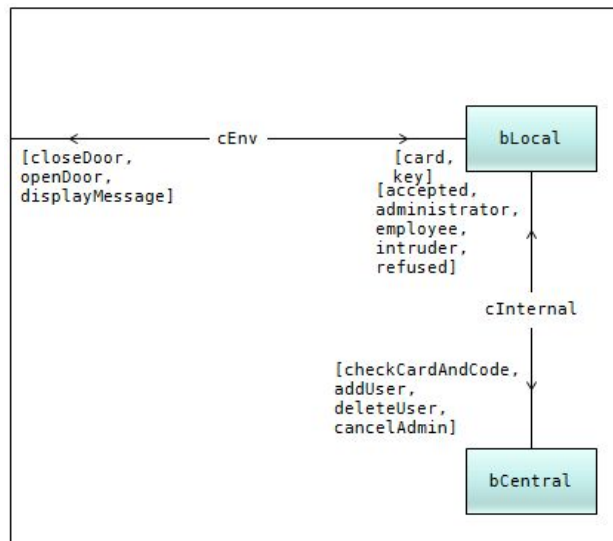 cEnv
bLocal
[closeDoor,
openDoor,
displayMessage]
[card,
key]
[accepted,
administrator,
employee,
intruder,
refused]
cInternal
[checkCardAndCode,
addUser,
deleteUser,
cancelAdmin]
bCentral